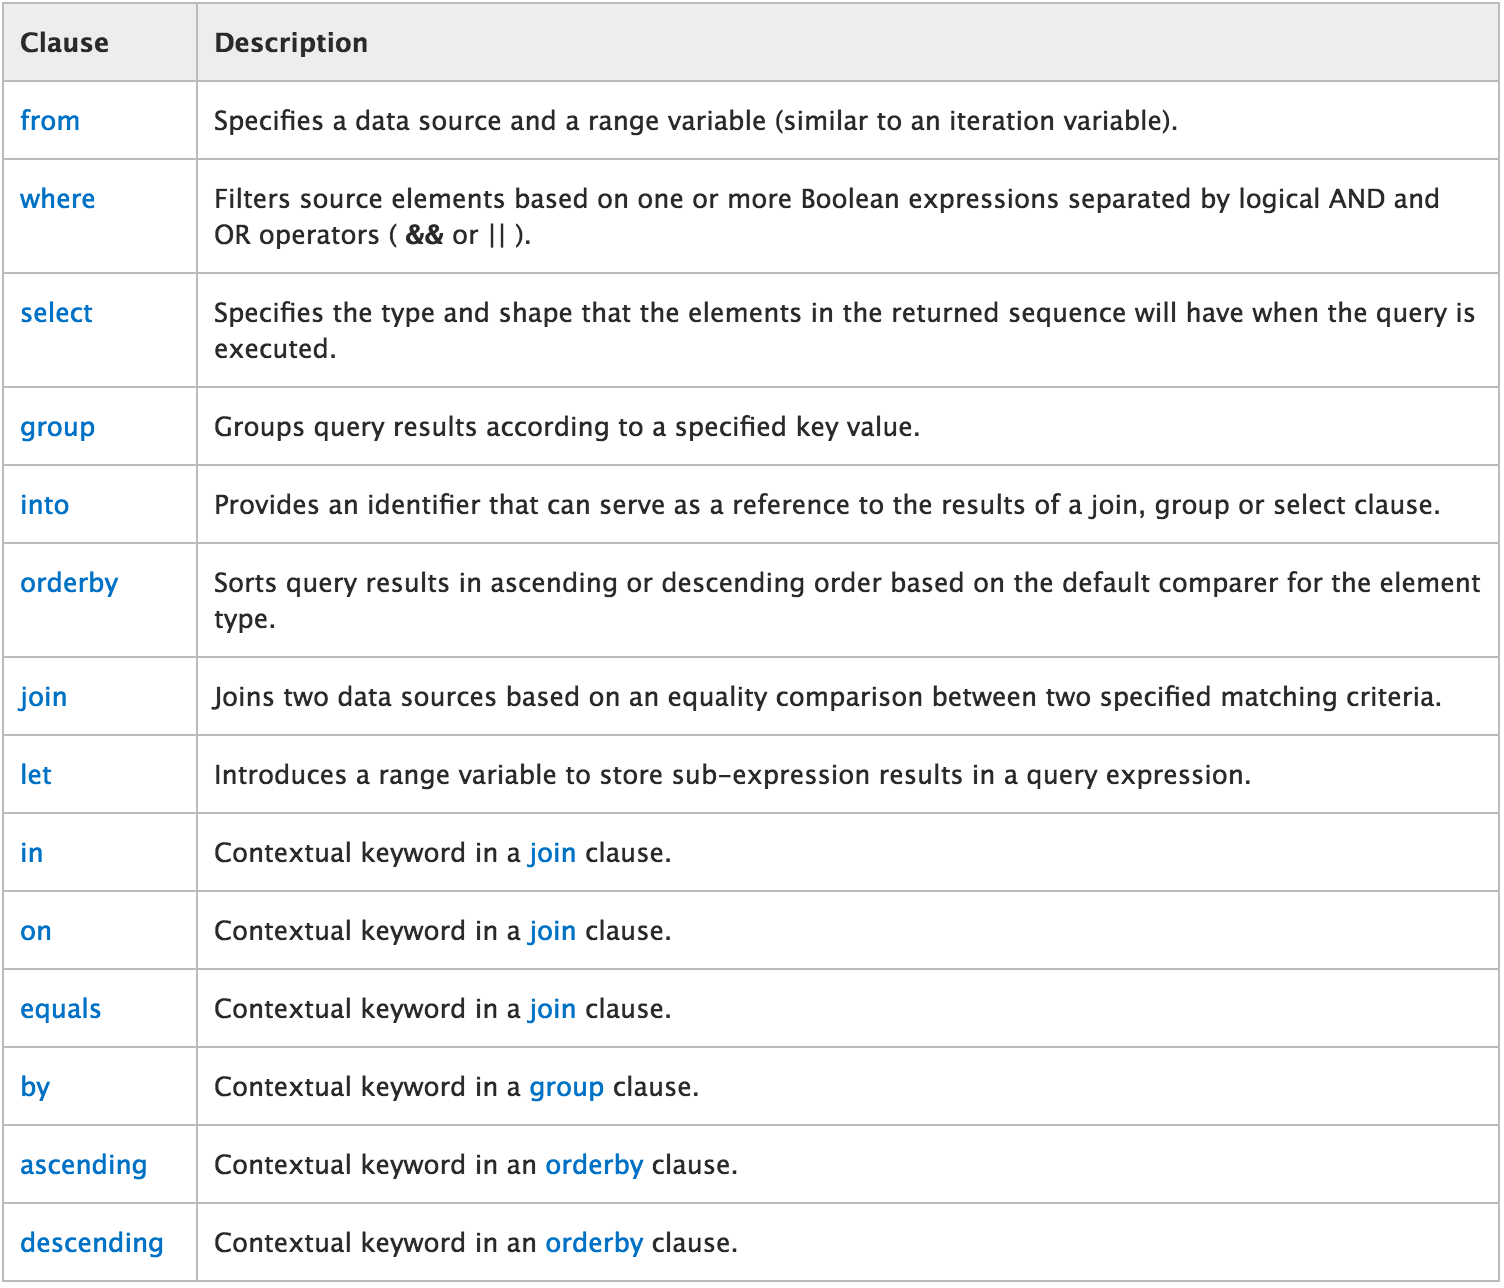 Clause Description
from Specifies a data source and a range variable (similar to an iteration variable).
where Filters source elements based on one or more Boolean expressions separated by logical AND and
OR operators ( && or || ).
select Specifies the type and shape that the elements in the returned sequence will have when the query is
executed.
group Groups query results according to a specified key value.
into Provides an identifier that can serve as a reference to the results of a join, group or select clause.
orderby Sorts query results in ascending or descending order based on the default comparer for the element
type.
join Joins two data sources based on an equality comparison between two specified matching criteria.
let Introduces a range variable to store sub-expression results in a query expression.
in Contextual keyword in a join clause.
on Contextual keyword in a join clause.
equals Contextual keyword in a join clause.
by Contextual keyword in a group clause.
ascending Contextual keyword in an orderby clause.
descending Contextual keyword in an orderby clause.